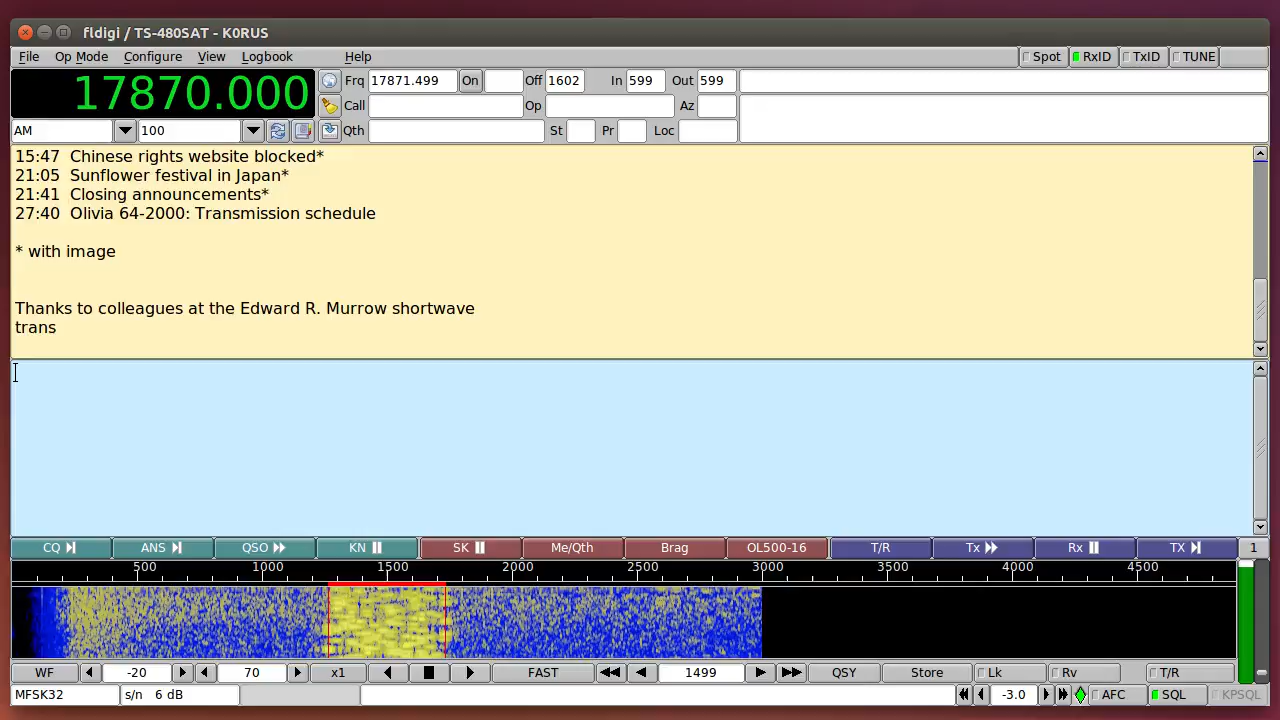 fldigi / TS-480SAT - K0RUS
File Op Mode Configure View Logbook Help Spot RxID TxID TUNE
17870.000 Frq 17871.499 On Off 1602 In 599 Out 599
Call Op Az
AM 100 Qth St Pr Loc
15:47 Chinese rights website blocked*
21:05 Sunflower festival in Japan*
21:41 Closing announcements*
27:40 Olivia 64-2000: Transmission schedule
* with image
Thanks to colleagues at the Edward R. Murrow shortwave
trans
CQ ANS QSO KN SK Me/Qth Brag OL500-16 T/R Tx Rx TX 1
500 1000 1500 2000 2500 3000 3500 4000 4500
WF -20 70 x1 FAST 1499 QSY Store Lk Rv T/R
MFSK32 s/n 6 dB -3.0 AFC SQL KPSQL